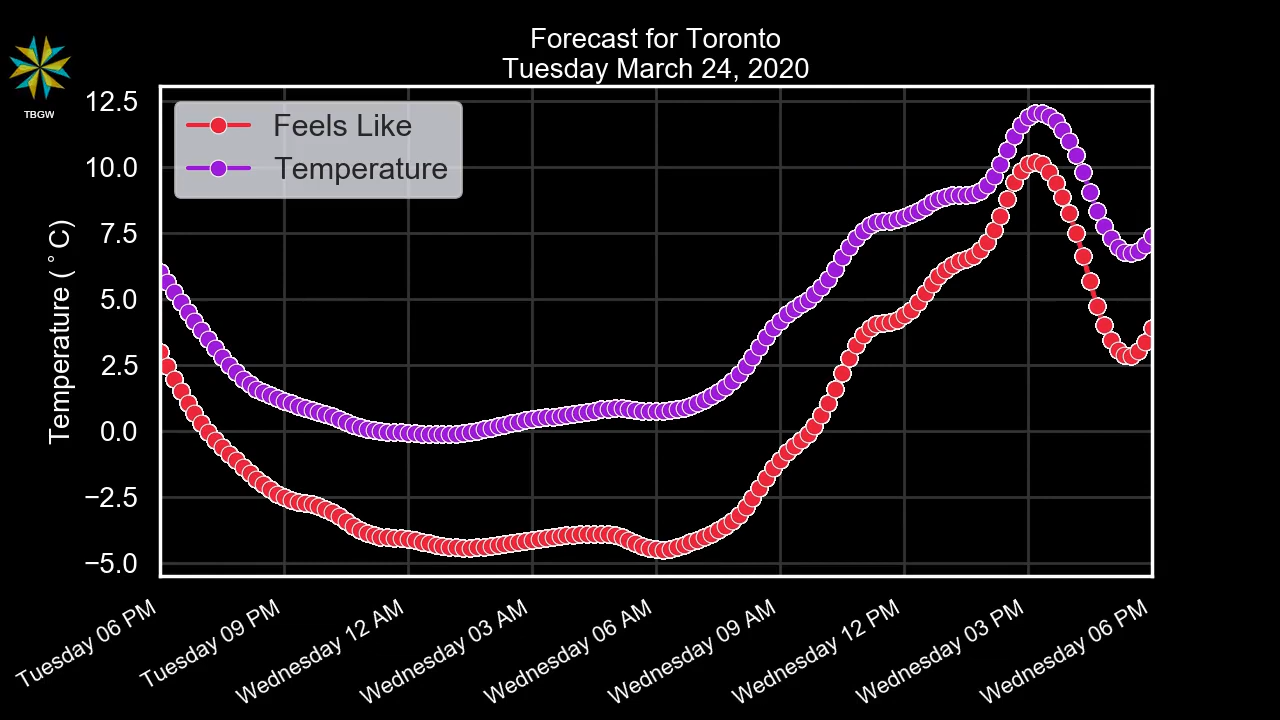 Forecast for Toronto
Tuesday March 24, 2020
TBGW
Feels Like
Temperature
Temperature (°C)
12.5
10.0
7.5
5.0
2.5
0.0
−2.5
−5.0
Tuesday 06 PM
Tuesday 09 PM
Wednesday 12 AM
Wednesday 03 AM
Wednesday 06 AM
Wednesday 09 AM
Wednesday 12 PM
Wednesday 03 PM
Wednesday 06 PM